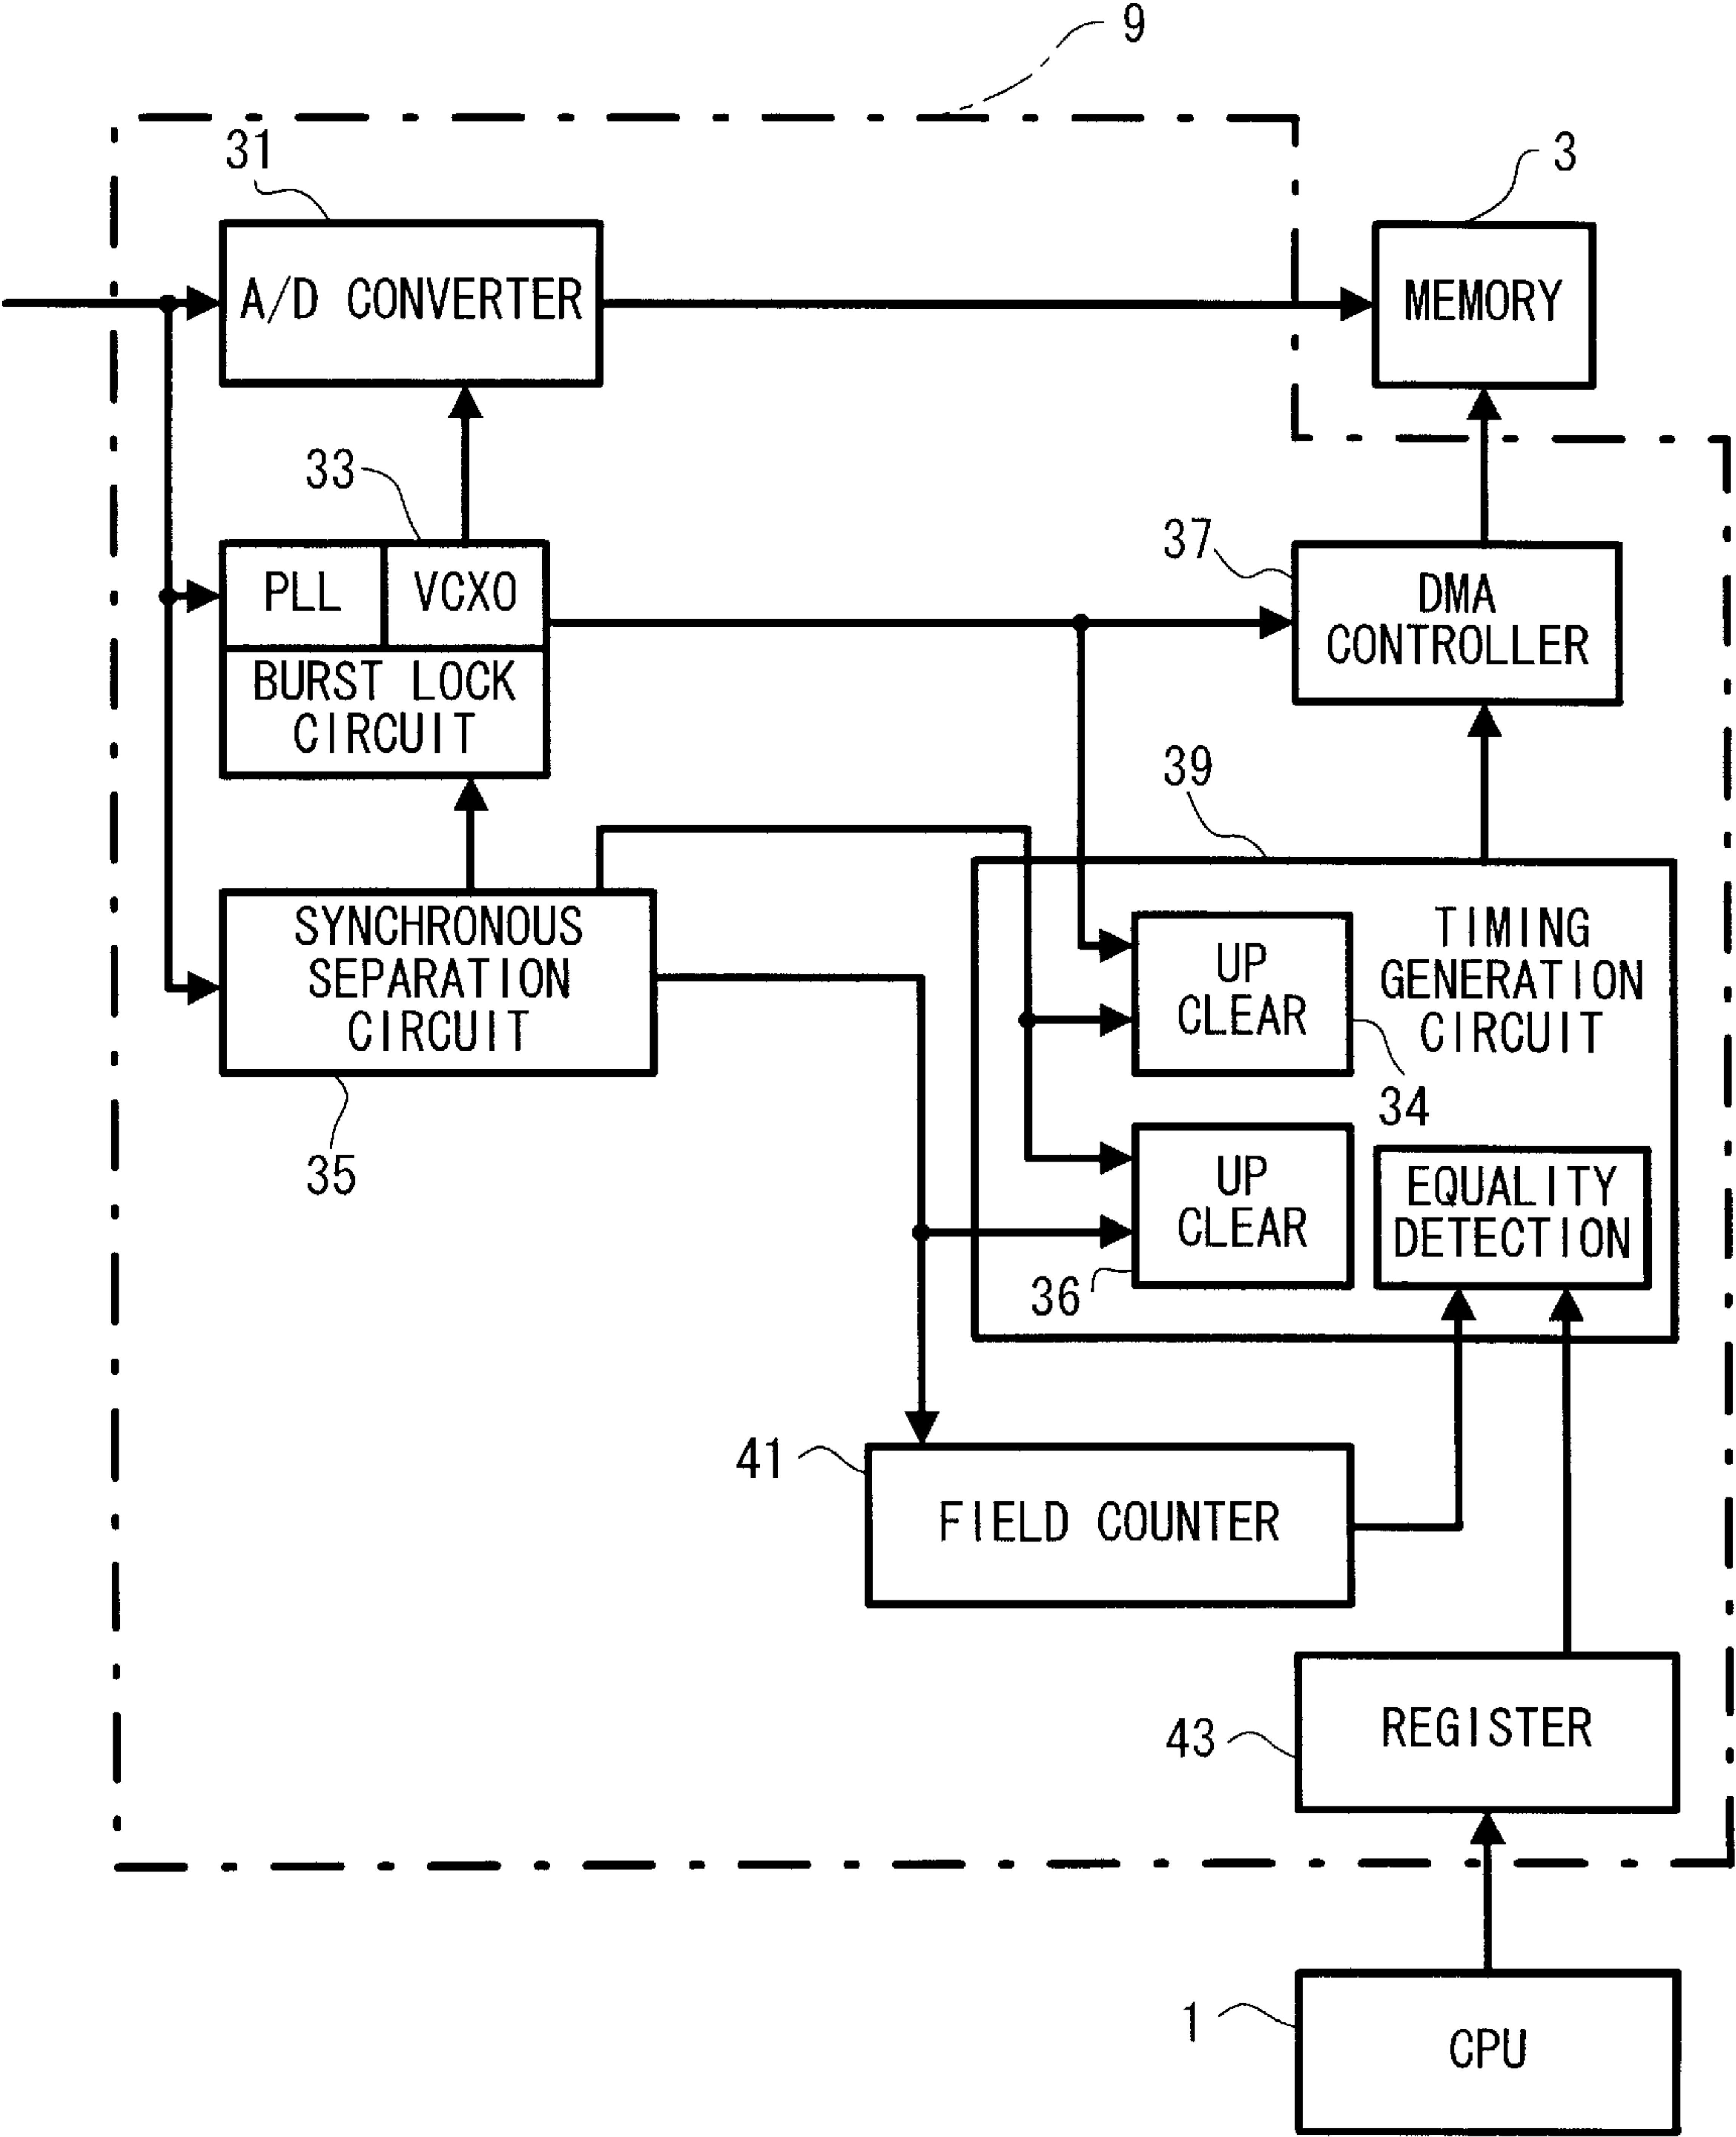 9
31
3
A/D CONVERTER
MEMORY
33
37
PLL
VCXO
DMA
CONTROLLER
BURST LOCK
CIRCUIT
39
SYNCHRONOUS
SEPARATION
CIRCUIT
35
TIMING
GENERATION
CIRCUIT
UP
CLEAR
34
UP
CLEAR
36
EQUALITY
DETECTION
41
FIELD COUNTER
43
REGISTER
1
CPU